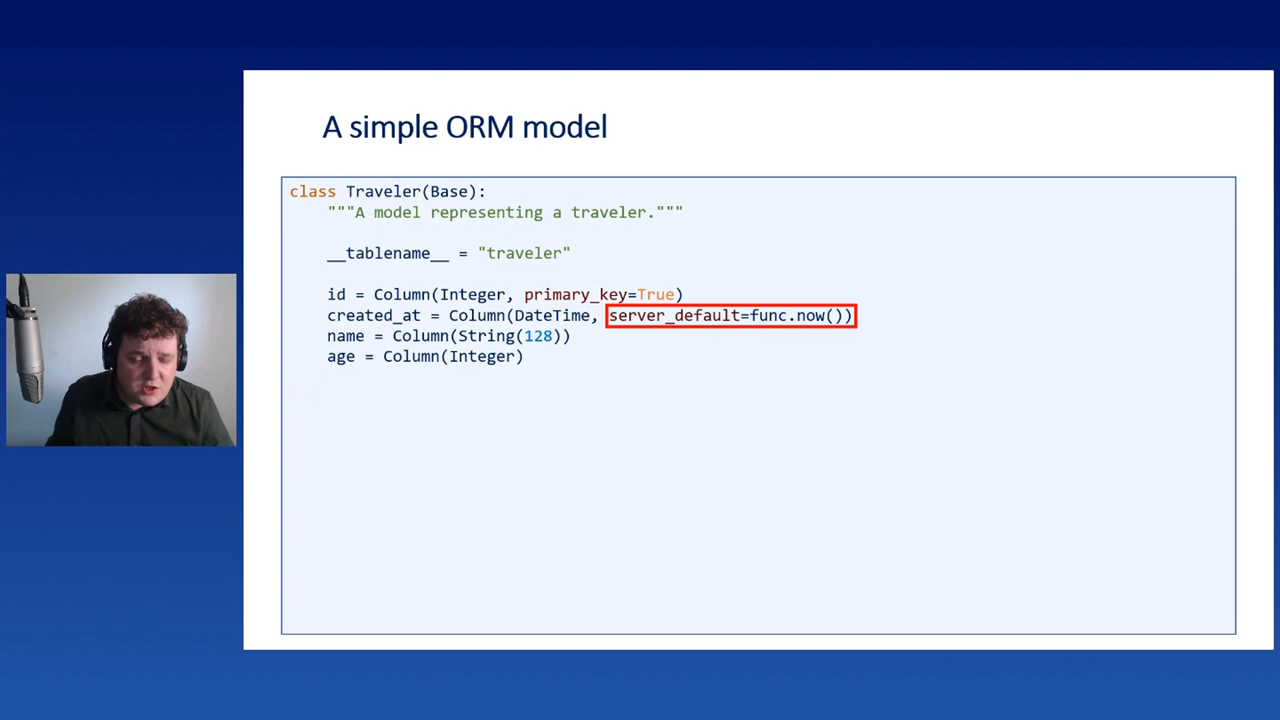 A simple ORM model
class Traveler(Base):
    """A model representing a traveler."""
    __tablename__ = "traveler"
    id = Column(Integer, primary_key=True)
    created_at = Column(DateTime, server_default=func.now())
    name = Column(String(128))
    age = Column(Integer)